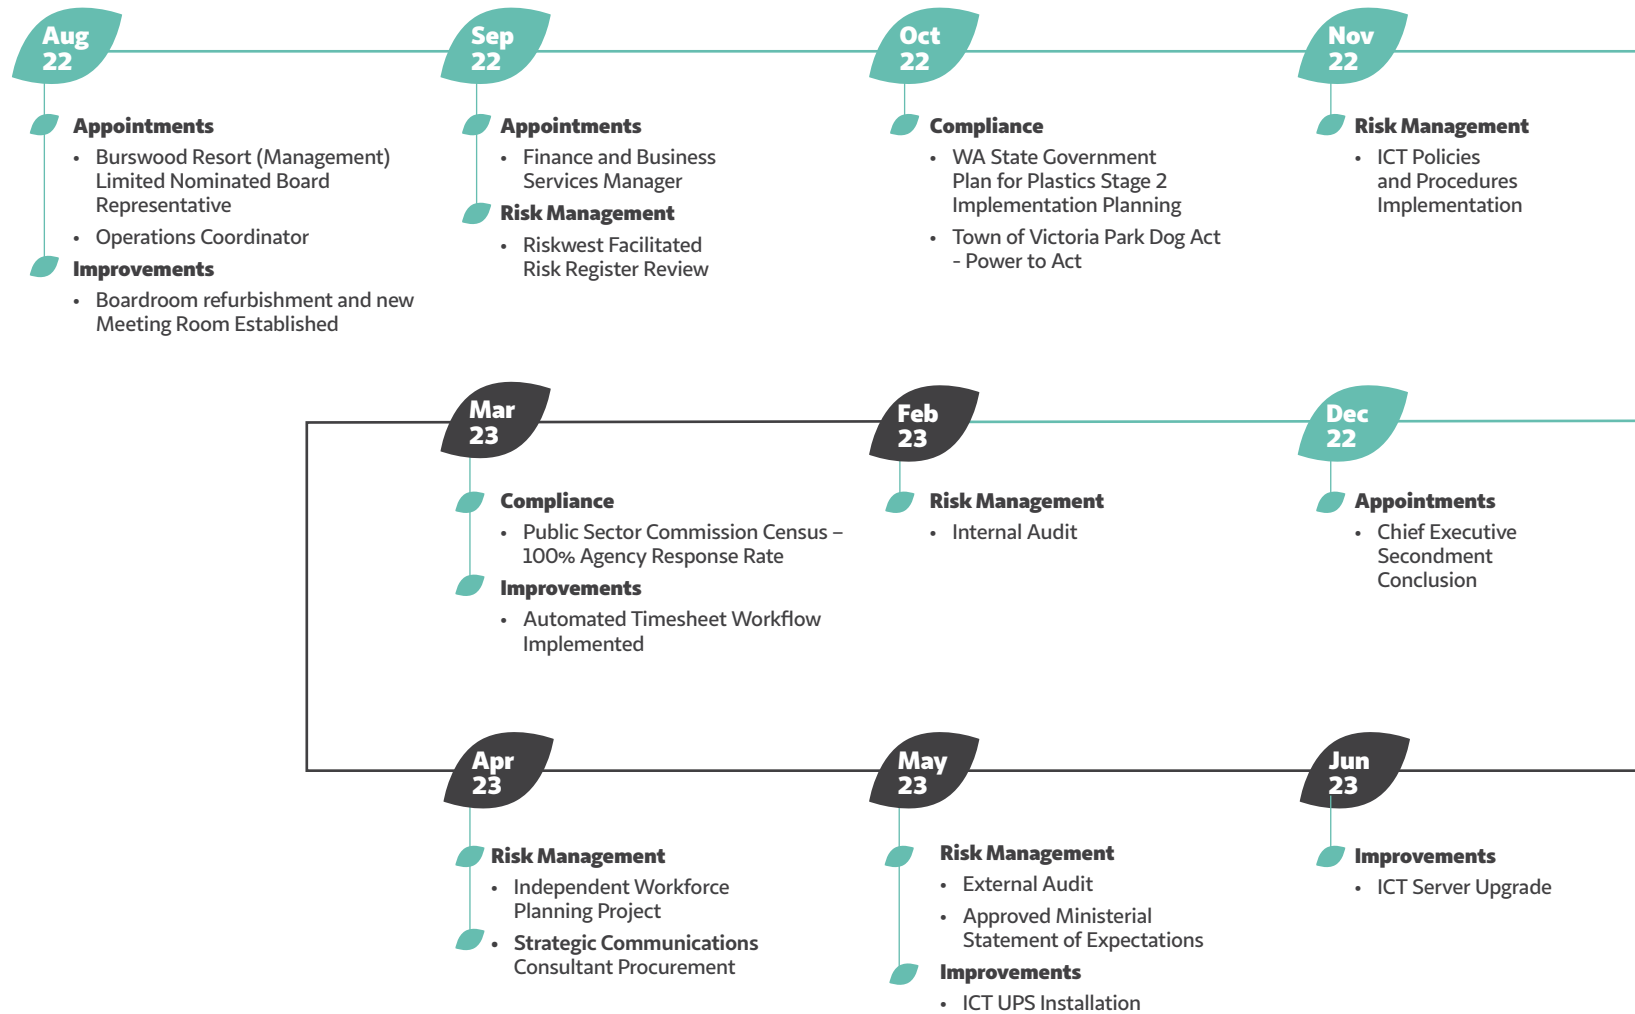 Aug
22
Appointments
• Burswood Resort (Management)
Limited Nominated Board
Representative
• Operations Coordinator
Improvements
• Boardroom refurbishment and new
Meeting Room Established
Sep
22
Appointments
• Finance and Business
Services Manager
Risk Management
• Riskwest Facilitated
Risk Register Review
Oct
22
Compliance
• WA State Government
Plan for Plastics Stage 2
Implementation Planning
• Town of Victoria Park Dog Act
- Power to Act
Nov
22
Risk Management
• ICT Policies
and Procedures
Implementation
Dec
22
Appointments
• Chief Executive
Secondment
Conclusion
Feb
23
Risk Management
• Internal Audit
Mar
23
Compliance
• Public Sector Commission Census –
100% Agency Response Rate
Improvements
• Automated Timesheet Workflow
Implemented
Apr
23
Risk Management
• Independent Workforce
Planning Project
• Strategic Communications
Consultant Procurement
May
23
Risk Management
• External Audit
• Approved Ministerial
Statement of Expectations
Improvements
• ICT UPS Installation
Jun
23
Improvements
• ICT Server Upgrade